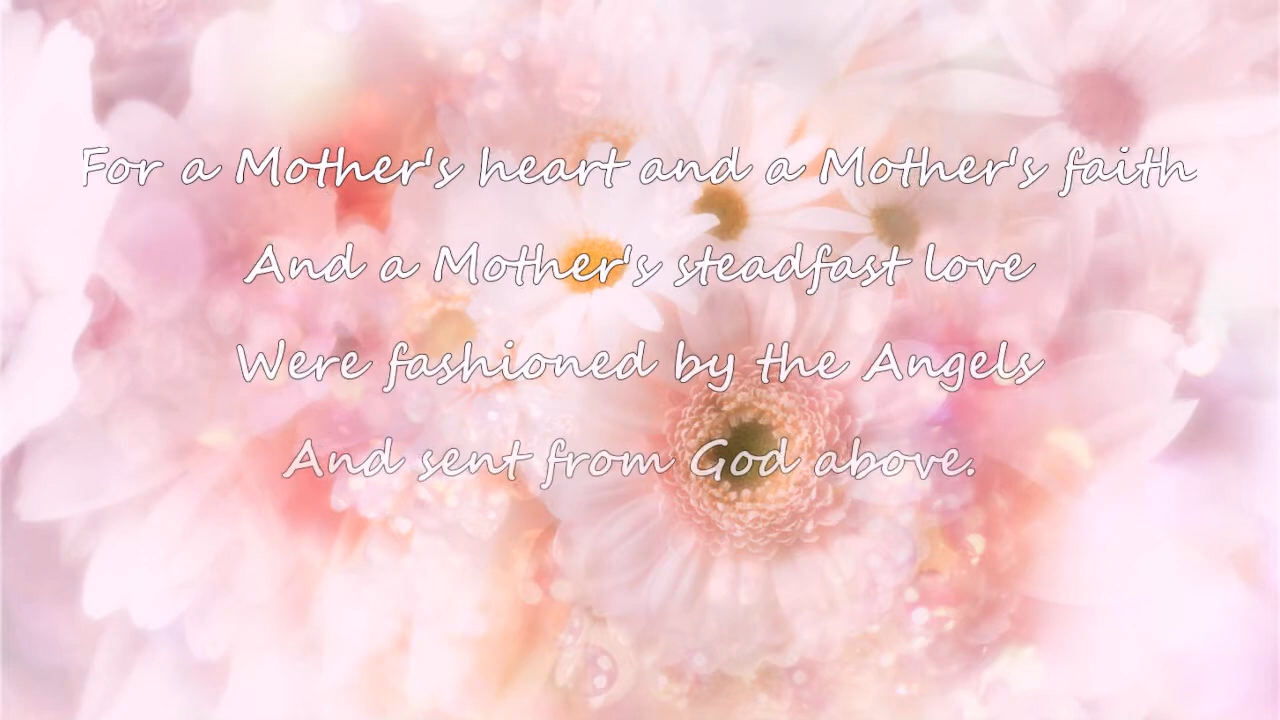 For a Mother's heart and a Mother's faith
And a Mother's steadfast love
Were fashioned by the Angels
And sent from God above.